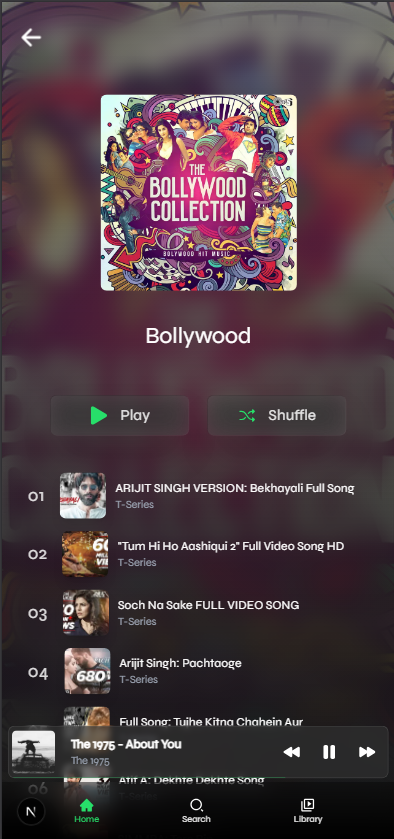 THE
BOLLYWOOD
COLLECTION
BOLLYWOOD HIT MUSIC
Bollywood
Play
Shuffle
01
ARIJIT SINGH VERSION: Bekhayali Full Song
T-Series
02
"Tum Hi Ho Aashiqui 2" Full Video Song HD
T-Series
03
Soch Na Sake FULL VIDEO SONG
T-Series
04
Arijit Singh: Pachtaoge
T-Series
680
Full Song: Tujhe Kitna Chahein Aur
The 1975 - About You
The 1975
06
Atif A: Dekhte Dekhte Song
N
Home
Search
Library